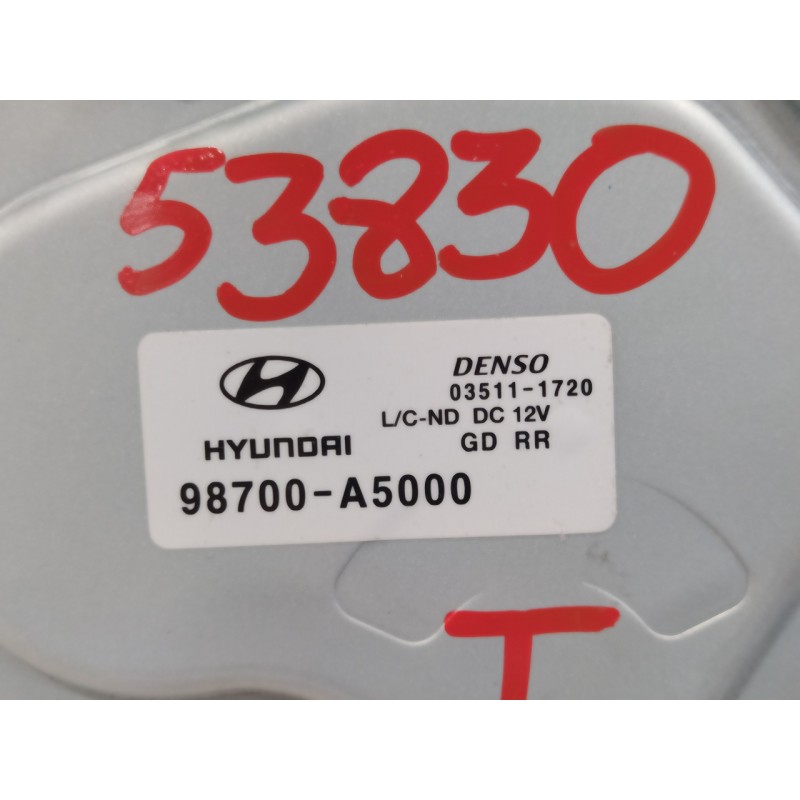 53830
DENSO
03511-1720
L/C-ND DC 12V
HYUNDAI
GD RR
98700-A5000
T